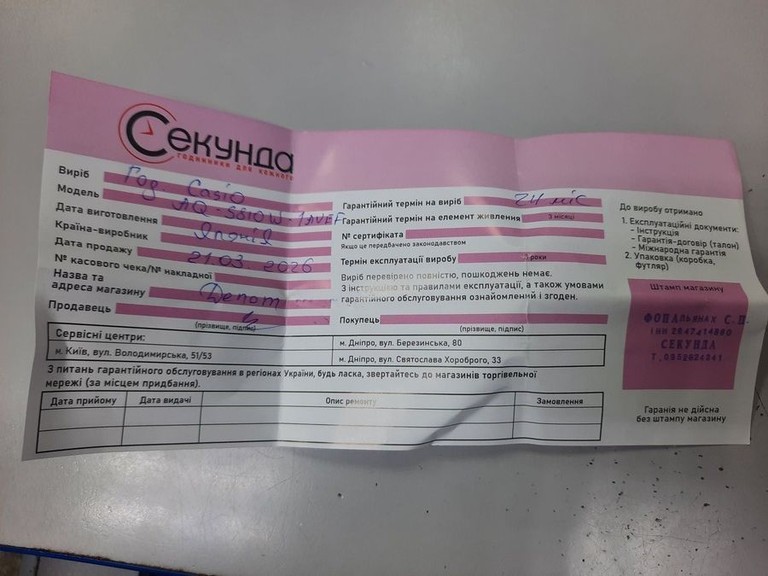 Секунда
годинники для кожного
Виріб Год Casio
Модель AQ-S810W-1AVEF
Дата виготовлення
Країна-виробник Японія
Дата продажу 21.03.2026
№ касового чека/№ накладної
Назва та
адреса магазину
Продавець
(прізвище, підпис)
Гарантійний термін на виріб 24 міс
Гарантійний термін на елемент живлення 3 місяці
№ сертифіката
Якщо це передбачено законодавством
Термін експлуатації виробу роки
Виріб перевірено повністю, пошкоджень немає.
З інструкцією та правилами експлуатації, а також умовами
гарантійного обслуговування ознайомлений і згоден.
Покупець
(прізвище, підпис)
До виробу отримано
1. Експлуатаційні документи:
- Інструкція
- Гарантія-договір (талон)
- Міжнародна гарантія
2. Упаковка (коробка,
футляр)
Штамп магазину
СЕКУНДА
Гаранія не дійсна
без штампу магазину
Сервісні центри:
м. Київ, вул. Володимирська, 51/53
м. Дніпро, вул. Березинська, 80
м. Дніпро, вул. Святослава Хороброго, 33
З питань гарантійного обслуговування в регіонах України, будь ласка, звертайтесь до магазинів торгівельної
мережі (за місцем придбання).
Дата прийому Дата видачі Опис ремонту Замовлення